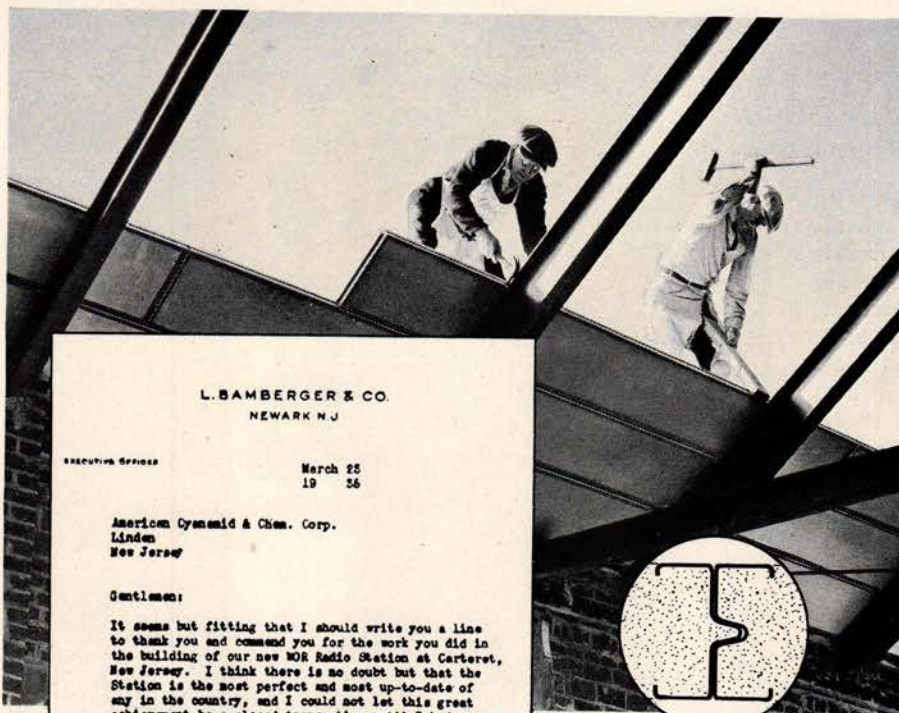 L. BAMBERGER & CO.
NEWARK N.J
EXECUTIVE OFFICES
March 25
19 36
American Cyanamid & Chem. Corp.
Linden
New Jersey
Gentlemen:
It seems but fitting that I should write you a line
to thank you and commend you for the work you did in
the building of our new WOR Radio Station at Carteret,
New Jersey. I think there is no doubt but that the
Station is the most perfect and most up-to-date of
any in the country, and I could not let this great